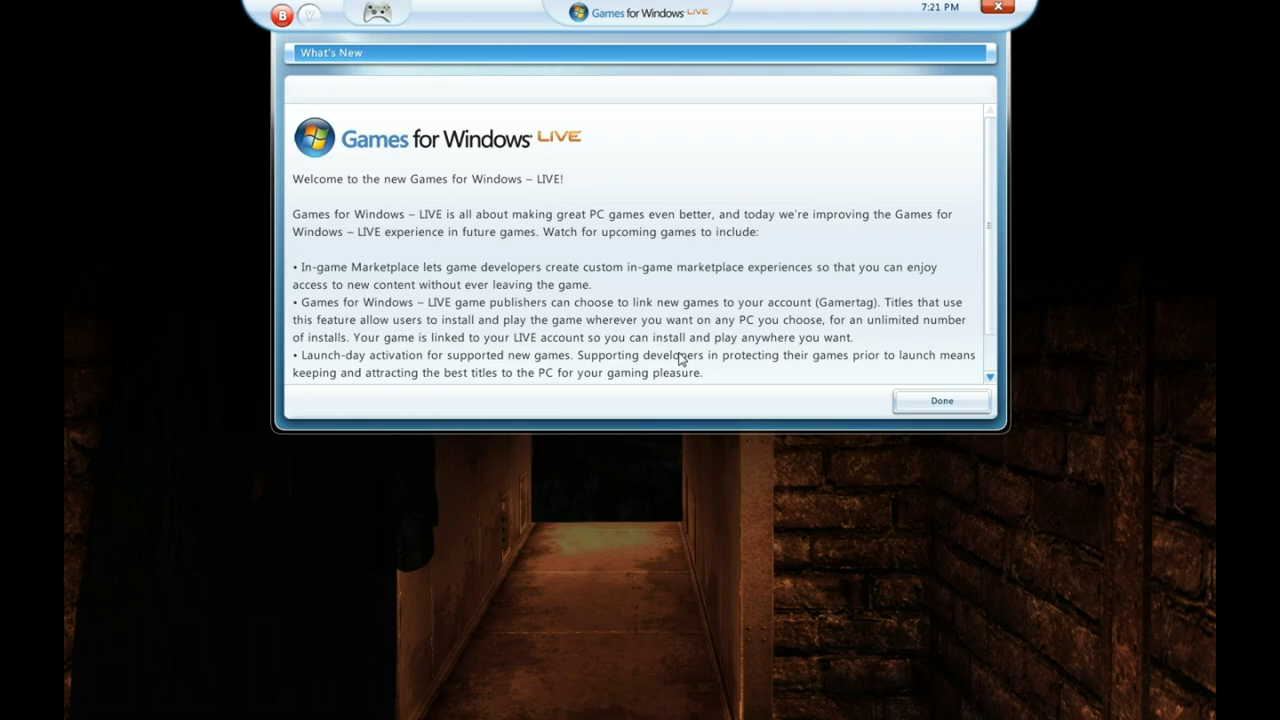 B Y Games for Windows LIVE 7:21 PM
What's New
Games for Windows LIVE
Welcome to the new Games for Windows – LIVE!
Games for Windows – LIVE is all about making great PC games even better, and today we're improving the Games for
Windows – LIVE experience in future games. Watch for upcoming games to include:
• In-game Marketplace lets game developers create custom in-game marketplace experiences so that you can enjoy
access to new content without ever leaving the game.
• Games for Windows – LIVE game publishers can choose to link new games to your account (Gamertag). Titles that use
this feature allow users to install and play the game wherever you want on any PC you choose, for an unlimited number
of installs. Your game is linked to your LIVE account so you can install and play anywhere you want.
• Launch-day activation for supported new games. Supporting developers in protecting their games prior to launch means
keeping and attracting the best titles to the PC for your gaming pleasure.
Done